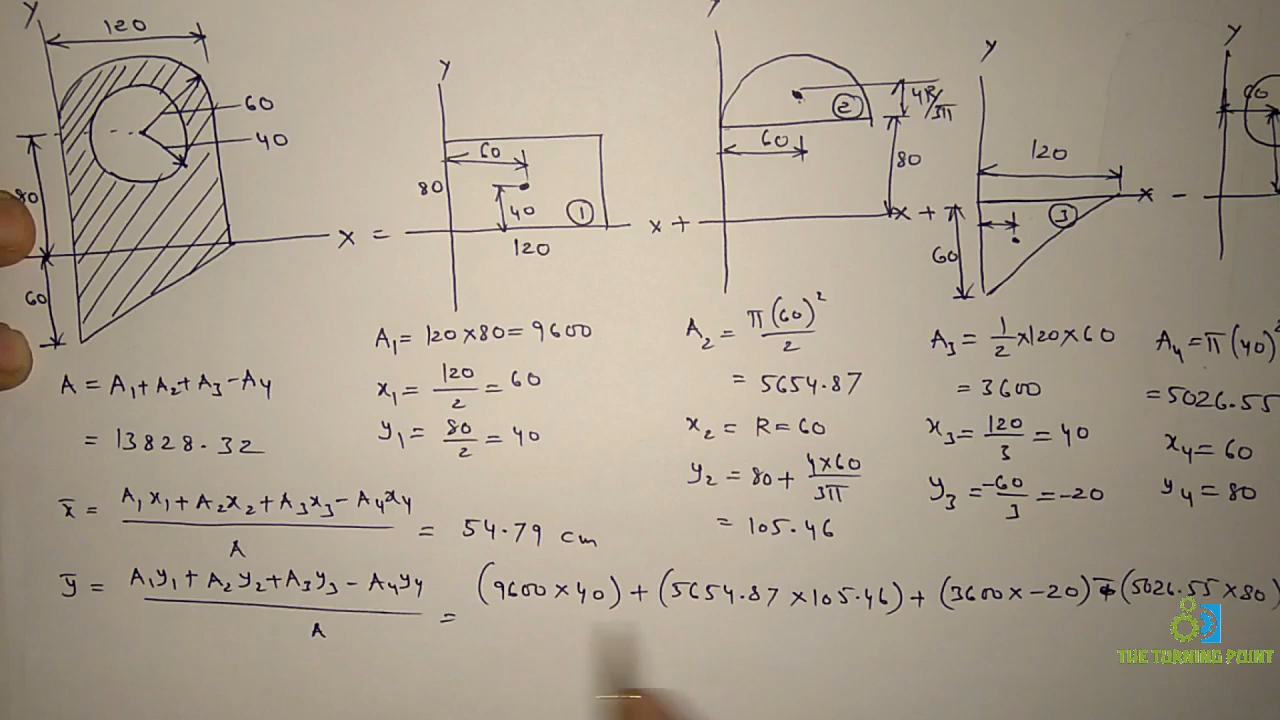 y
120
60
40
80
60
x =
y
60
80
40
①
120
x +
y
4R/3π
②
60
80
x +
y
120
③
60
x −
y
60
A₁ = 120 × 80 = 9600
x₁ = 120/2 = 60
y₁ = 80/2 = 40
A₂ = π(60)²/2
= 5654.87
x₂ = R = 60
y₂ = 80 + 4×60/3π
= 105.46
A₃ = 1/2 × 120 × 60
= 3600
x₃ = 120/3 = 40
y₃ = −60/3 = −20
A₄ = π(40)²
= 5026.55
x₄ = 60
y₄ = 80
A = A₁ + A₂ + A₃ − A₄
= 13828.32
x̄ = A₁x₁ + A₂x₂ + A₃x₃ − A₄x₄ / A = 54.79 cm
ȳ = A₁y₁ + A₂y₂ + A₃y₃ − A₄y₄ / A = (9600 × 40) + (5654.87 × 105.46) + (3600 × −20) − (5026.55 × 80)
THE TURNING POINT